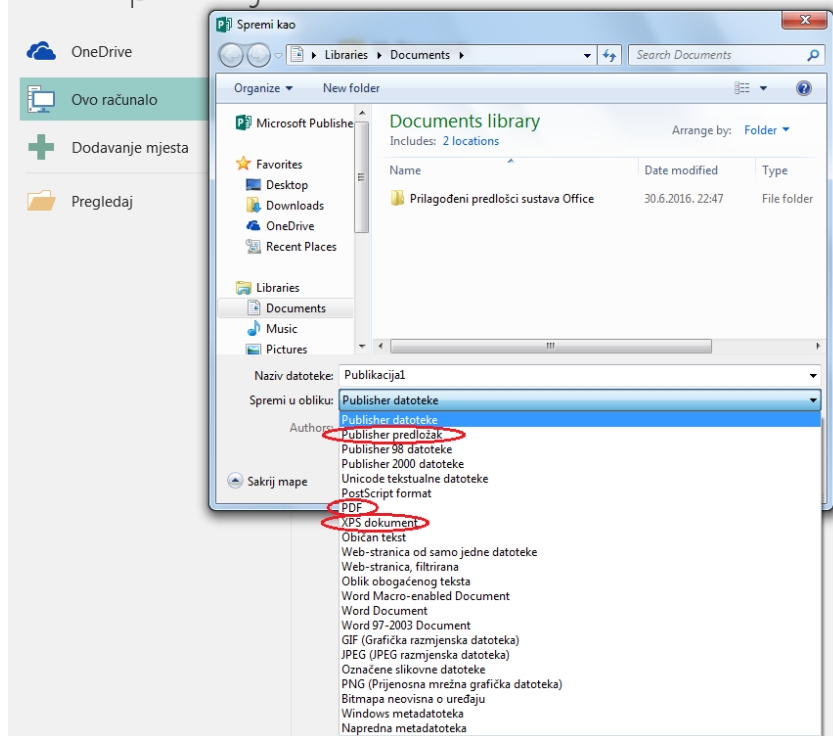 Spremi kao
OneDrive
Libraries Documents
Search Documents
Organize New folder
Ovo računalo
Microsoft Publishe
Documents library
Includes: 2 locations
Arrange by: Folder
Dodavanje mjesta
Favorites
Name Date modified Type
Desktop
Prilagođeni predlošci sustava Office 30.6.2016. 22:47 File folder
Pregledaj
Downloads
OneDrive
Recent Places
Libraries
Documents
Music
Pictures
Naziv datoteke: Publikacija1
Spremi u obliku: Publisher datoteke
Authors:
Publisher datoteke
Publisher predložak
Publisher 98 datoteke
Publisher 2000 datoteke
Unicode tekstualne datoteke
Sakrij mape
PostScript format
PDF
XPS dokument
Običan tekst
Web-stranica od samo jedne datoteke
Web-stranica, filtrirana
Oblik obogaćenog teksta
Word Macro-enabled Document
Word Document
Word 97-2003 Document
GIF (Grafička razmjenska datoteka)
JPEG (JPEG razmjenska datoteka)
Označene slikovne datoteke
PNG (Prijenosna mrežna grafička datoteka)
Bitmapa neovisna o uređaju
Windows metadatoteka
Napredna metadatoteka